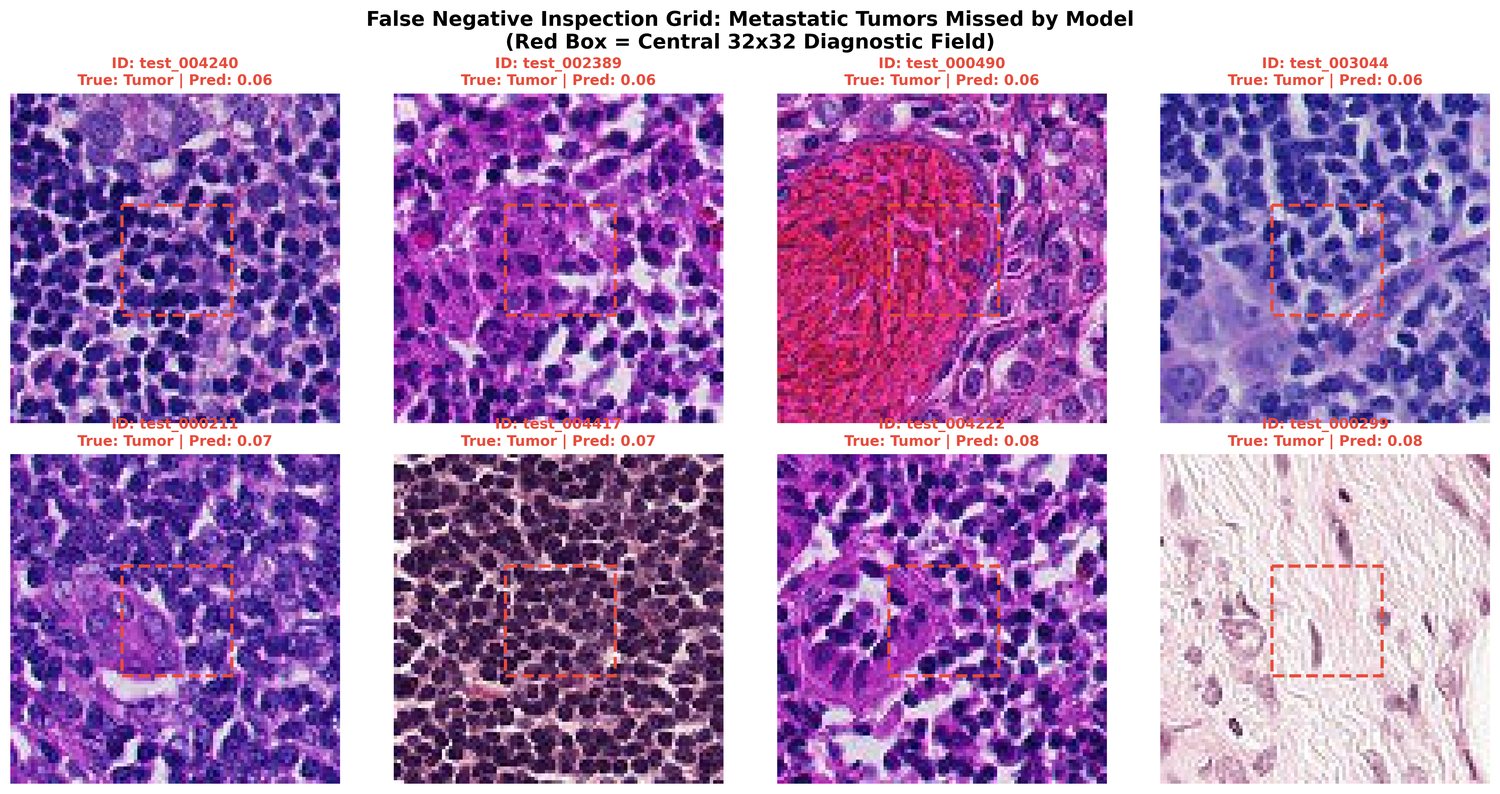 False Negative Inspection Grid: Metastatic Tumors Missed by Model
(Red Box = Central 32x32 Diagnostic Field)
ID: test_004240
True: Tumor | Pred: 0.06
ID: test_002389
True: Tumor | Pred: 0.06
ID: test_000490
True: Tumor | Pred: 0.06
ID: test_003044
True: Tumor | Pred: 0.06
ID: test_000211
True: Tumor | Pred: 0.07
ID: test_004417
True: Tumor | Pred: 0.07
ID: test_004222
True: Tumor | Pred: 0.08
ID: test_000299
True: Tumor | Pred: 0.08